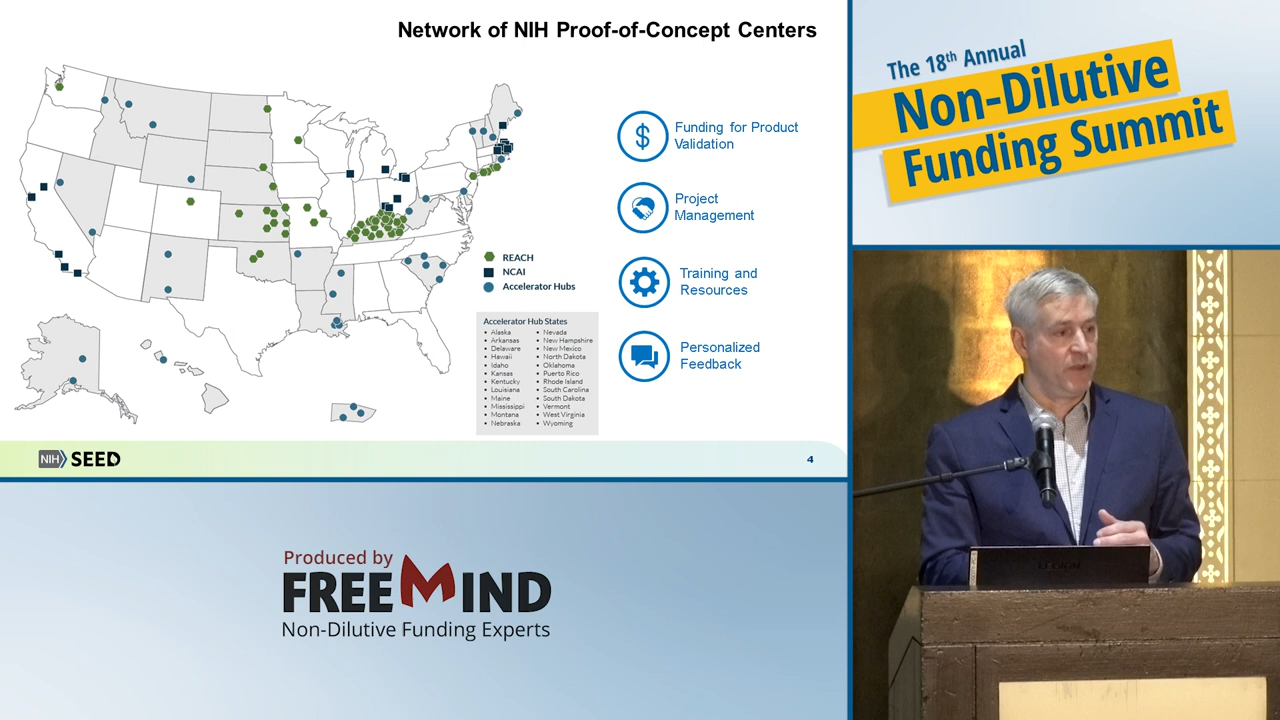 Network of NIH Proof-of-Concept Centers
Funding for Product
Validation
Project
Management
Training and
Resources
Personalized
Feedback
REACH
NCAI
Accelerator Hubs
Accelerator Hub States
Alaska
Arkansas
Delaware
Hawaii
Idaho
Kansas
Kentucky
Louisiana
Maine
Mississippi
Montana
Nebraska
Nevada
New Hampshire
New Mexico
North Dakota
Oklahoma
Puerto Rico
Rhode Island
South Carolina
South Dakota
Vermont
West Virginia
Wyoming
NIH SEED
4
The 18th Annual
Non-Dilutive
Funding Summit
LEGION
Produced by
FREEMIND
Non-Dilutive Funding Experts